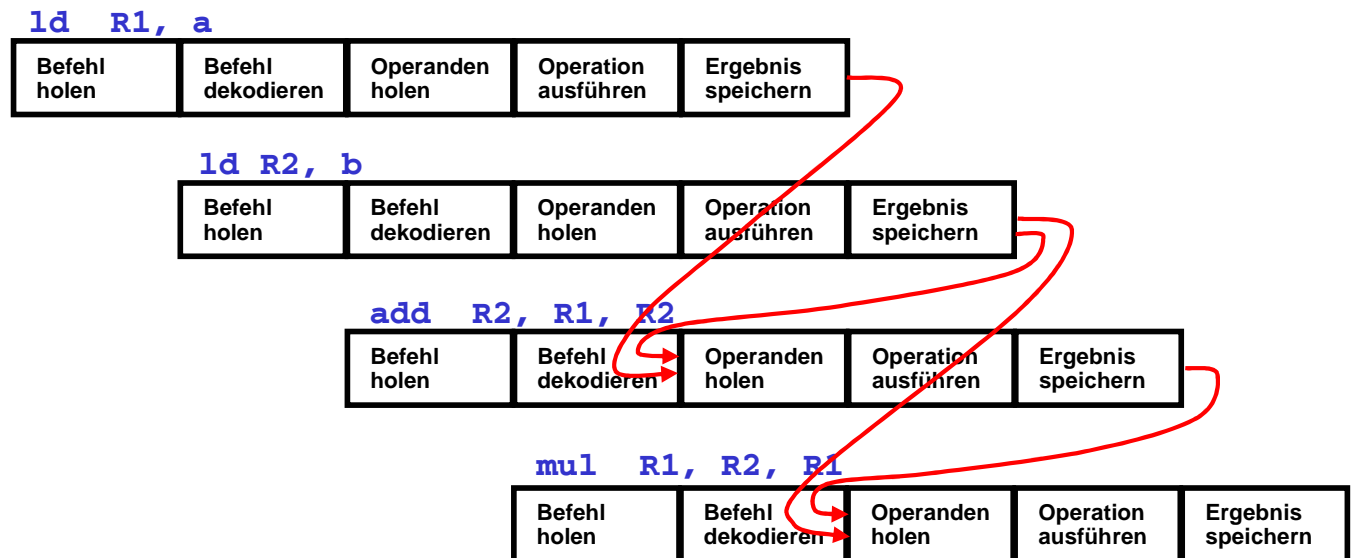 ld R1, a
Befehl holen Befehl dekodieren Operanden holen Operation ausführen Ergebnis speichern
ld R2, b
Befehl holen Befehl dekodieren Operanden holen Operation ausführen Ergebnis speichern
add R2, R1, R2
Befehl holen Befehl dekodieren Operanden holen Operation ausführen Ergebnis speichern
mul R1, R2, R1
Befehl holen Befehl dekodieren Operanden holen Operation ausführen Ergebnis speichern